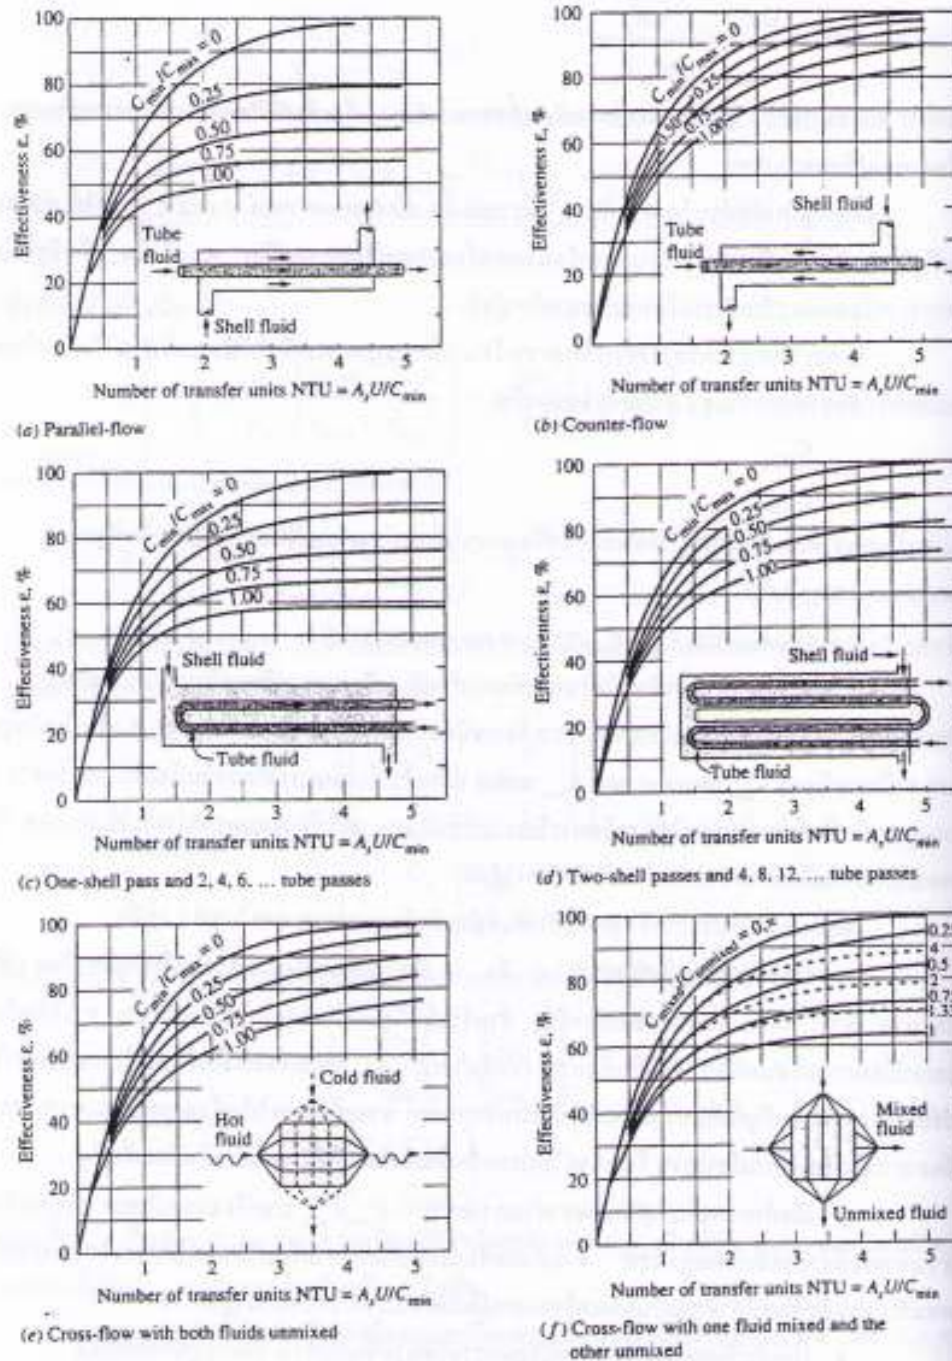 100
80
60
40
20
0
Effectiveness ε, %
C_min/C_max = 0
0.25
0.50
0.75
1.00
Tube
fluid
Shell fluid
1 2 3 4 5
Number of transfer units NTU = A_sU/C_min
(a) Parallel-flow
100
80
60
40
20
0
Effectiveness ε, %
C_min/C_max = 0
0.25
0.50
0.75
1.00
Shell fluid
Tube
fluid
1 2 3 4 5
Number of transfer units NTU = A_sU/C_min
(b) Counter-flow
100
80
60
40
20
0
Effectiveness ε, %
C_min/C_max = 0
0.25
0.50
0.75
1.00
Shell fluid
Tube fluid
1 2 3 4 5
Number of transfer units NTU = A_sU/C_min
(c) One-shell pass and 2, 4, 6, ... tube passes
100
80
60
40
20
0
Effectiveness ε, %
C_min/C_max = 0
0.25
0.50
0.75
1.00
Shell fluid
Tube fluid
1 2 3 4 5
Number of transfer units NTU = A_sU/C_min
(d) Two-shell passes and 4, 8, 12, ... tube passes
100
80
60
40
20
0
Effectiveness ε, %
C_min/C_max = 0
0.25
0.50
0.75
1.00
Cold fluid
Hot
fluid
1 2 3 4 5
Number of transfer units NTU = A_sU/C_min
(e) Cross-flow with both fluids unmixed
100
80
60
40
20
0
Effectiveness ε, %
C_mixed/C_unmixed = 0,∞
0.25
4
0.5
2
Mixed
fluid
Unmixed fluid
1 2 3 4 5
Number of transfer units NTU = A_sU/C_min
(f) Cross-flow with one fluid mixed and the
other unmixed